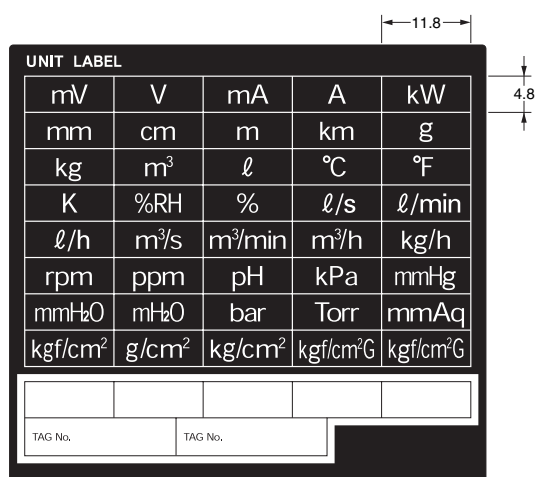 11.8
UNIT LABEL
4.8
mV V mA A kW
mm cm m km g
kg m³ ℓ °C °F
K %RH % ℓ/s ℓ/min
ℓ/h m³/s m³/min m³/h kg/h
rpm ppm pH kPa mmHg
mmH₂O mH₂O bar Torr mmAq
kgf/cm² g/cm² kg/cm² kgf/cm²G kgf/cm²G
TAG No. TAG No.